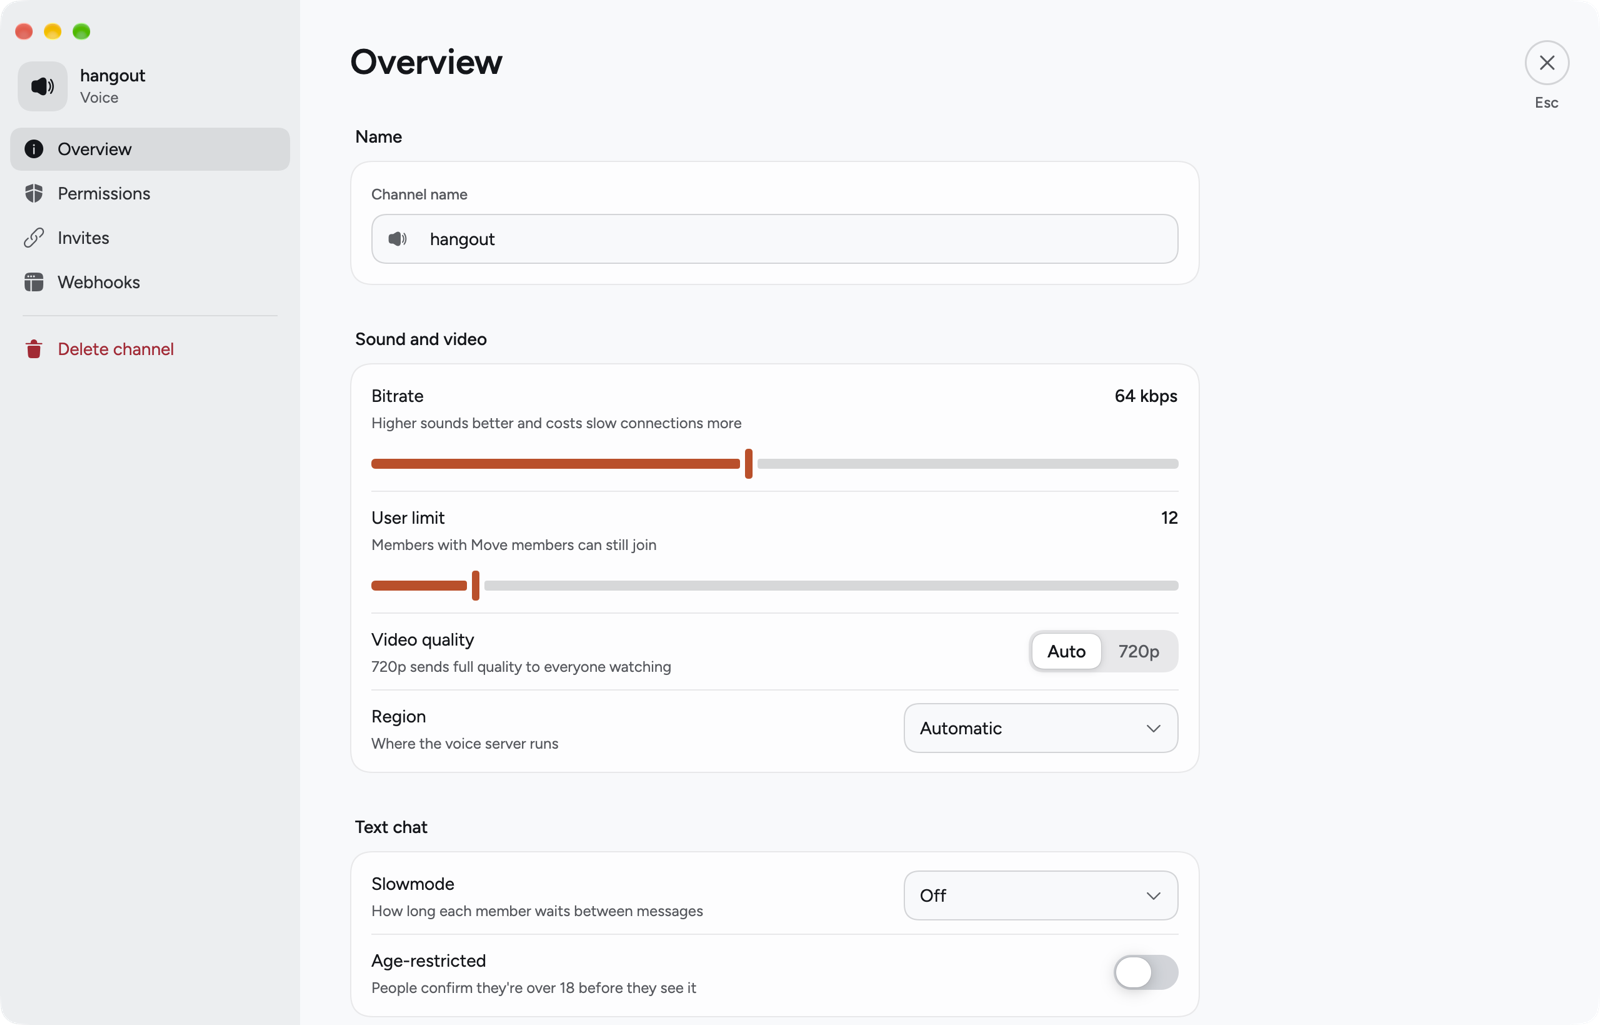 hangout
Voice
Overview
Permissions
Invites
Webhooks
Delete channel
Overview
Esc
Name
Channel name
hangout
Sound and video
Bitrate
64 kbps
Higher sounds better and costs slow connections more
User limit
12
Members with Move members can still join
Video quality
720p sends full quality to everyone watching
Auto
720p
Region
Where the voice server runs
Automatic
Text chat
Slowmode
How long each member waits between messages
Off
Age-restricted
People confirm they're over 18 before they see it